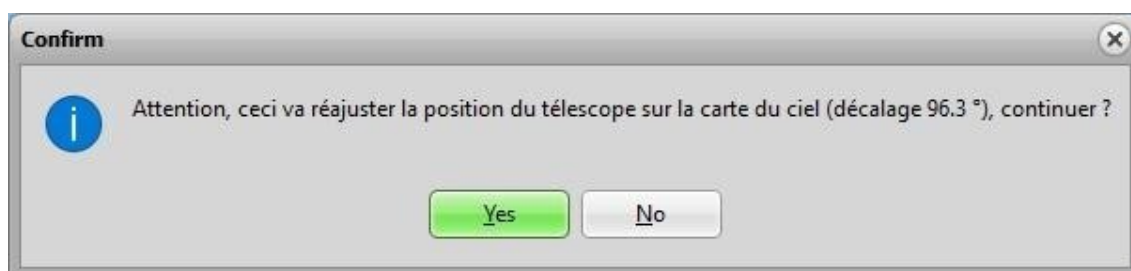 Confirm
Attention, ceci va réajuster la position du télescope sur la carte du ciel (décalage 96.3 °), continuer ?
Yes
No